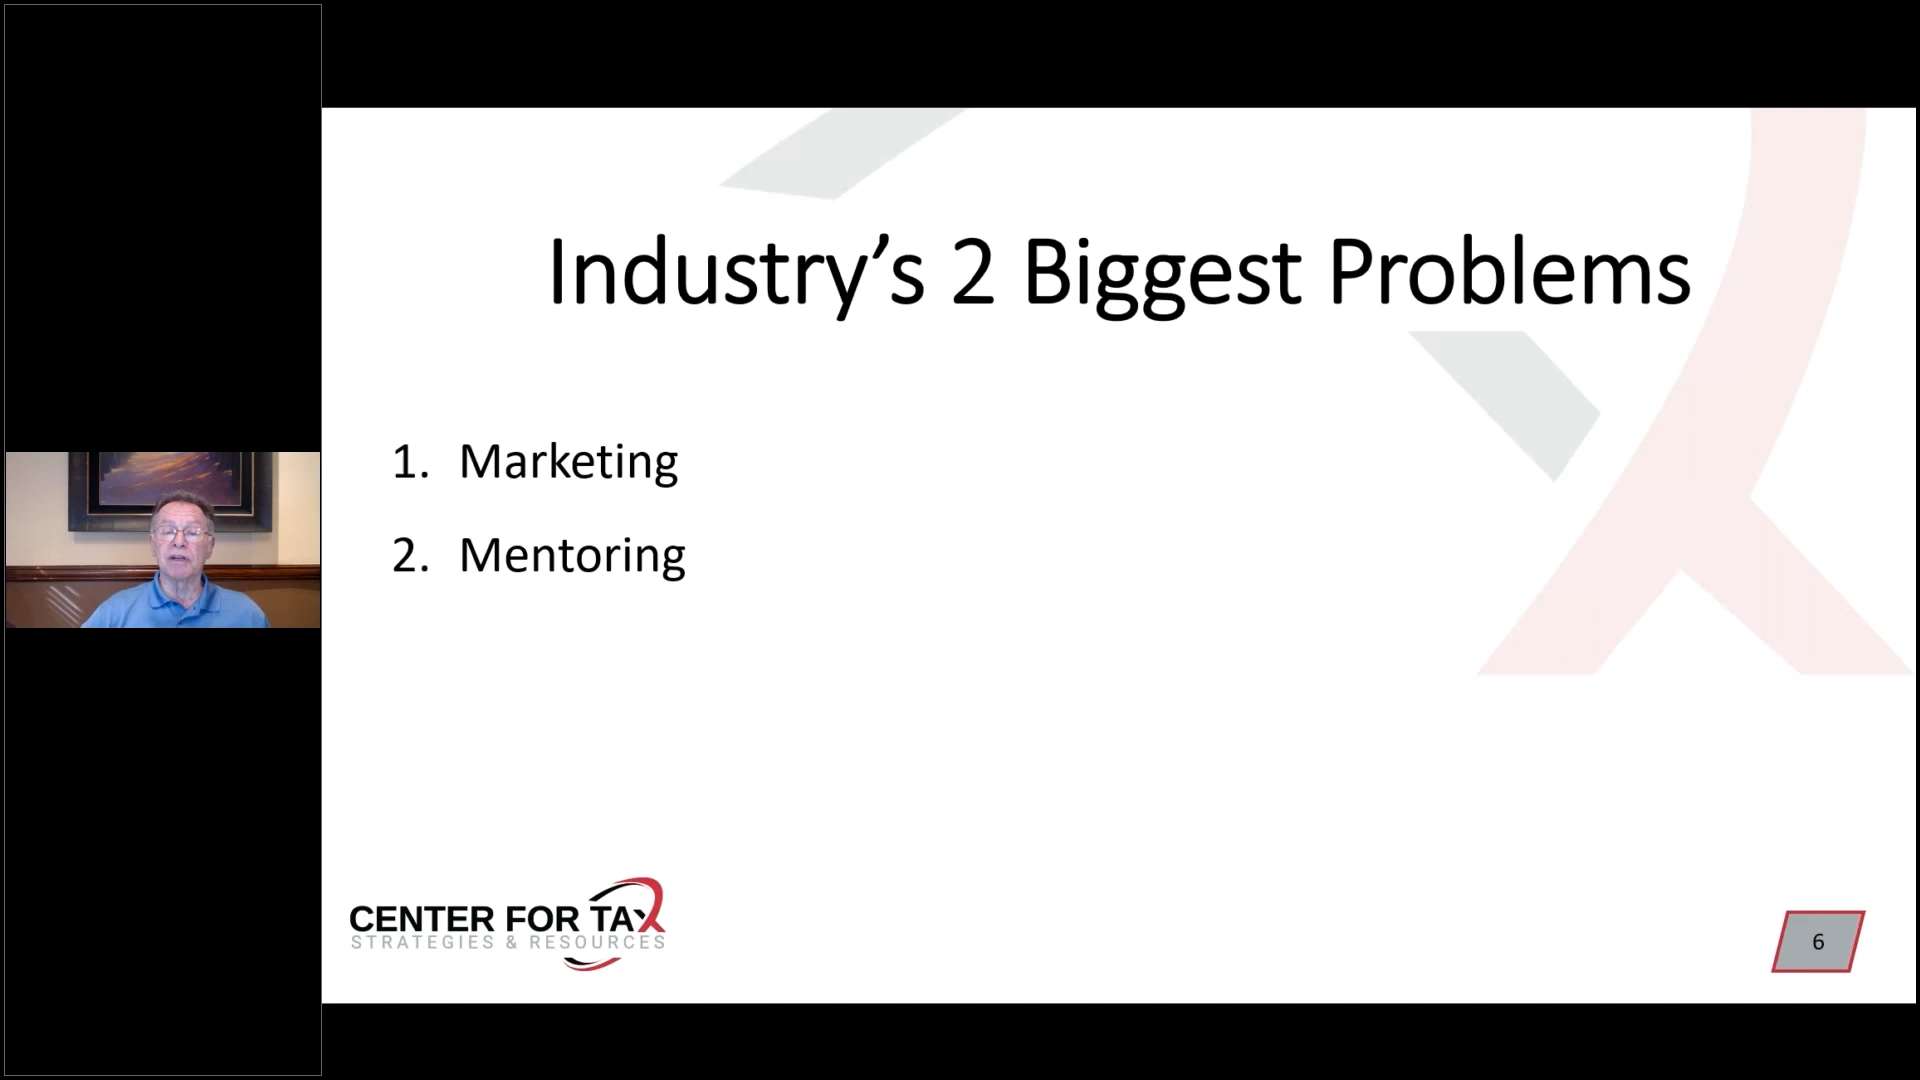 Industry’s 2 Biggest Problems
1. Marketing
2. Mentoring
CENTER FOR TAX
STRATEGIES & RESOURCES
6